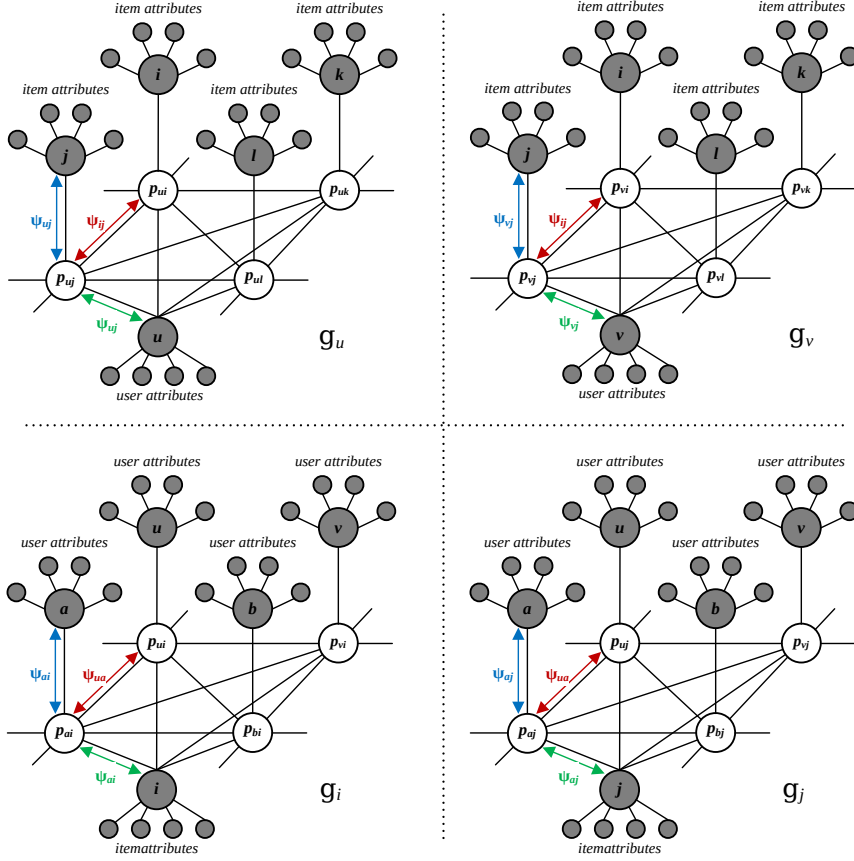 item attributes
item attributes
i
k
item attributes
item attributes
j
l
p_ui
p_uk
ψ_uj
ψ_ij
p_uj
p_ul
ψ_uj
u
g_u
user attributes
item attributes
item attributes
i
k
item attributes
item attributes
j
l
p_vi
p_vk
ψ_vj
ψ_ij
p_vj
p_vl
ψ_vj
v
g_v
user attributes
user attributes
user attributes
u
v
user attributes
user attributes
a
b
p_ui
p_vi
ψ_ai
ψ_ua
p_ai
p_bi
ψ_ai
i
g_i
itemattributes
user attributes
user attributes
u
v
user attributes
user attributes
a
b
p_uj
p_vj
ψ_aj
ψ_ua
p_aj
p_bj
ψ_aj
j
g_j
itemattributes